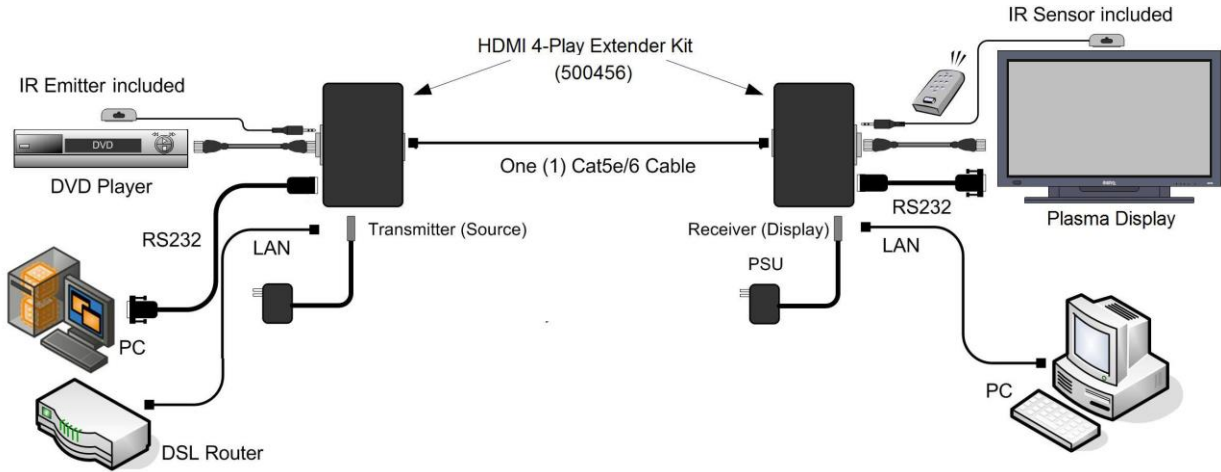 IR Sensor included
HDMI 4-Play Extender Kit
(500456)
IR Emitter included
DVD
DVD Player
One (1) Cat5e/6 Cable
RS232
Plasma Display
RS232
LAN
Transmitter (Source)
Receiver (Display)
LAN
PSU
PC
PC
DSL Router